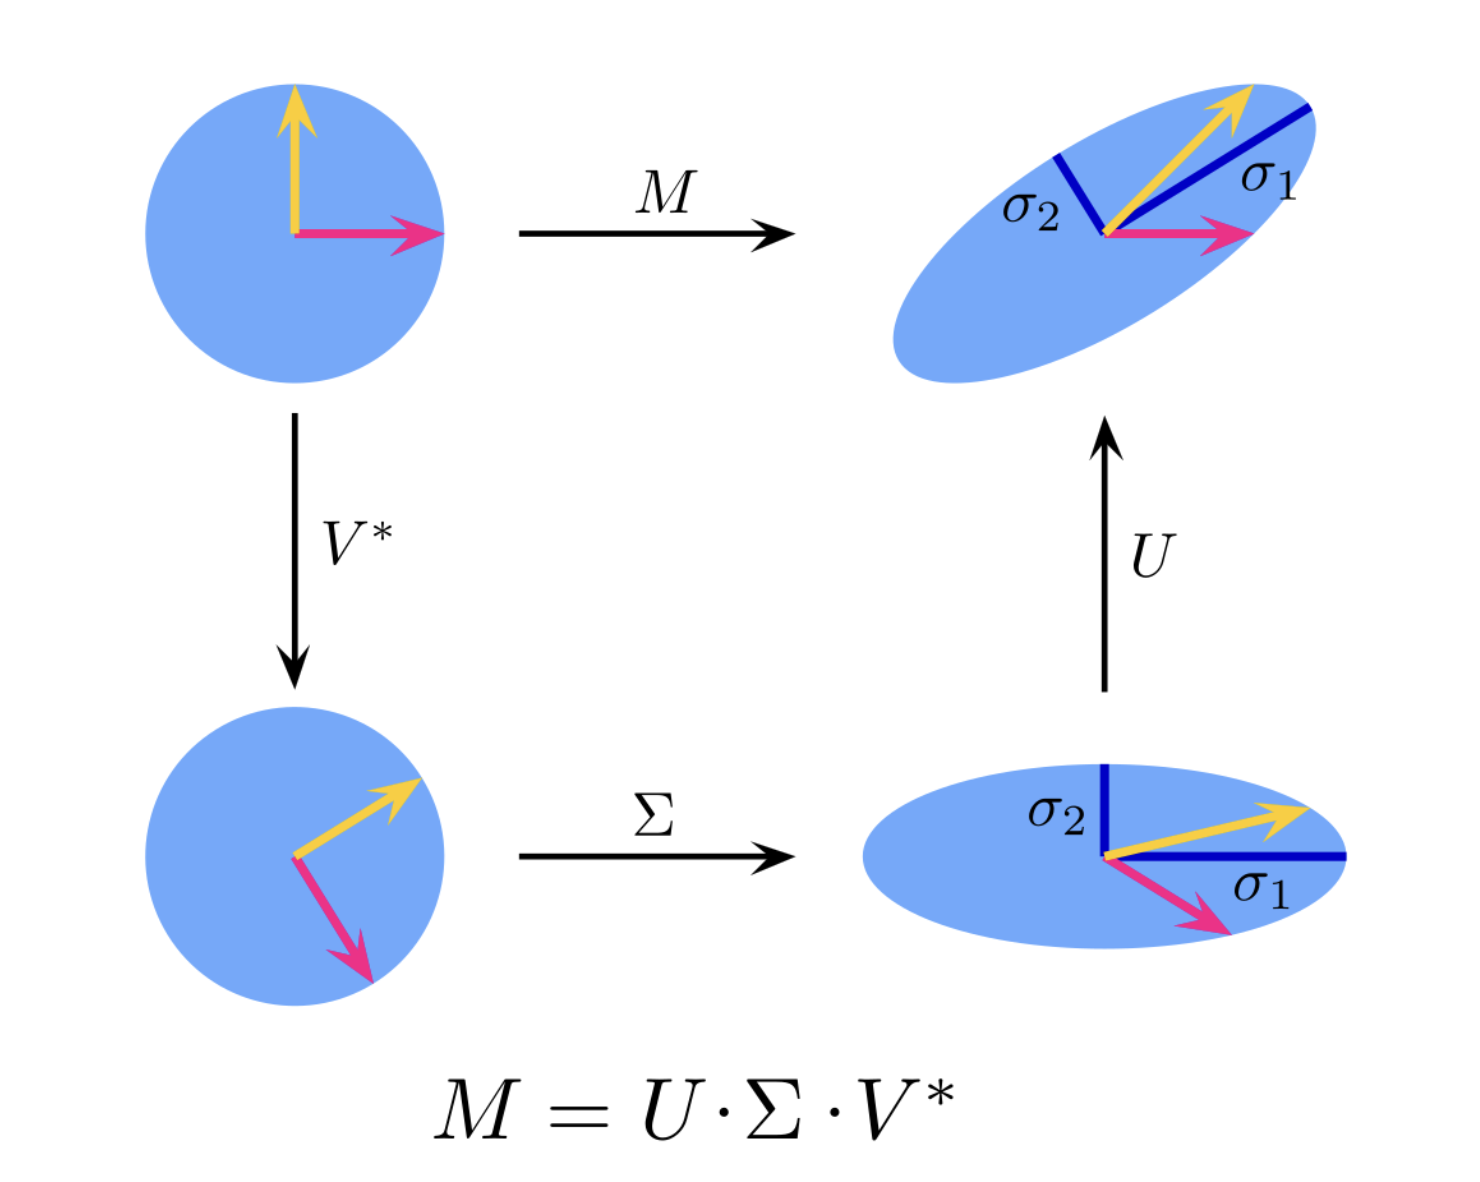 M
σ₂
σ₁
V*
U
Σ
σ₂
σ₁
M = U · Σ · V*